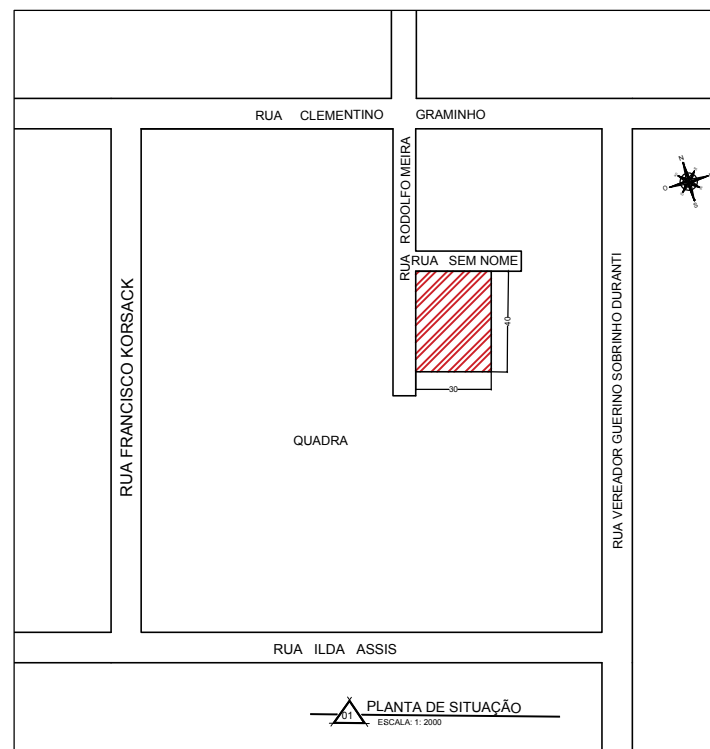 RUA CLEMENTINO GRAMINHO
RUA RODOLFO MEIRA
N
O
S
RUA SEM NOME
RUA FRANCISCO KORSACK
40
30
RUA VEREADOR GUERINO SOBRINHO DURANTI
QUADRA
RUA ILDA ASSIS
X
01
PLANTA DE SITUAÇÃO
ESCALA: 1: 2000